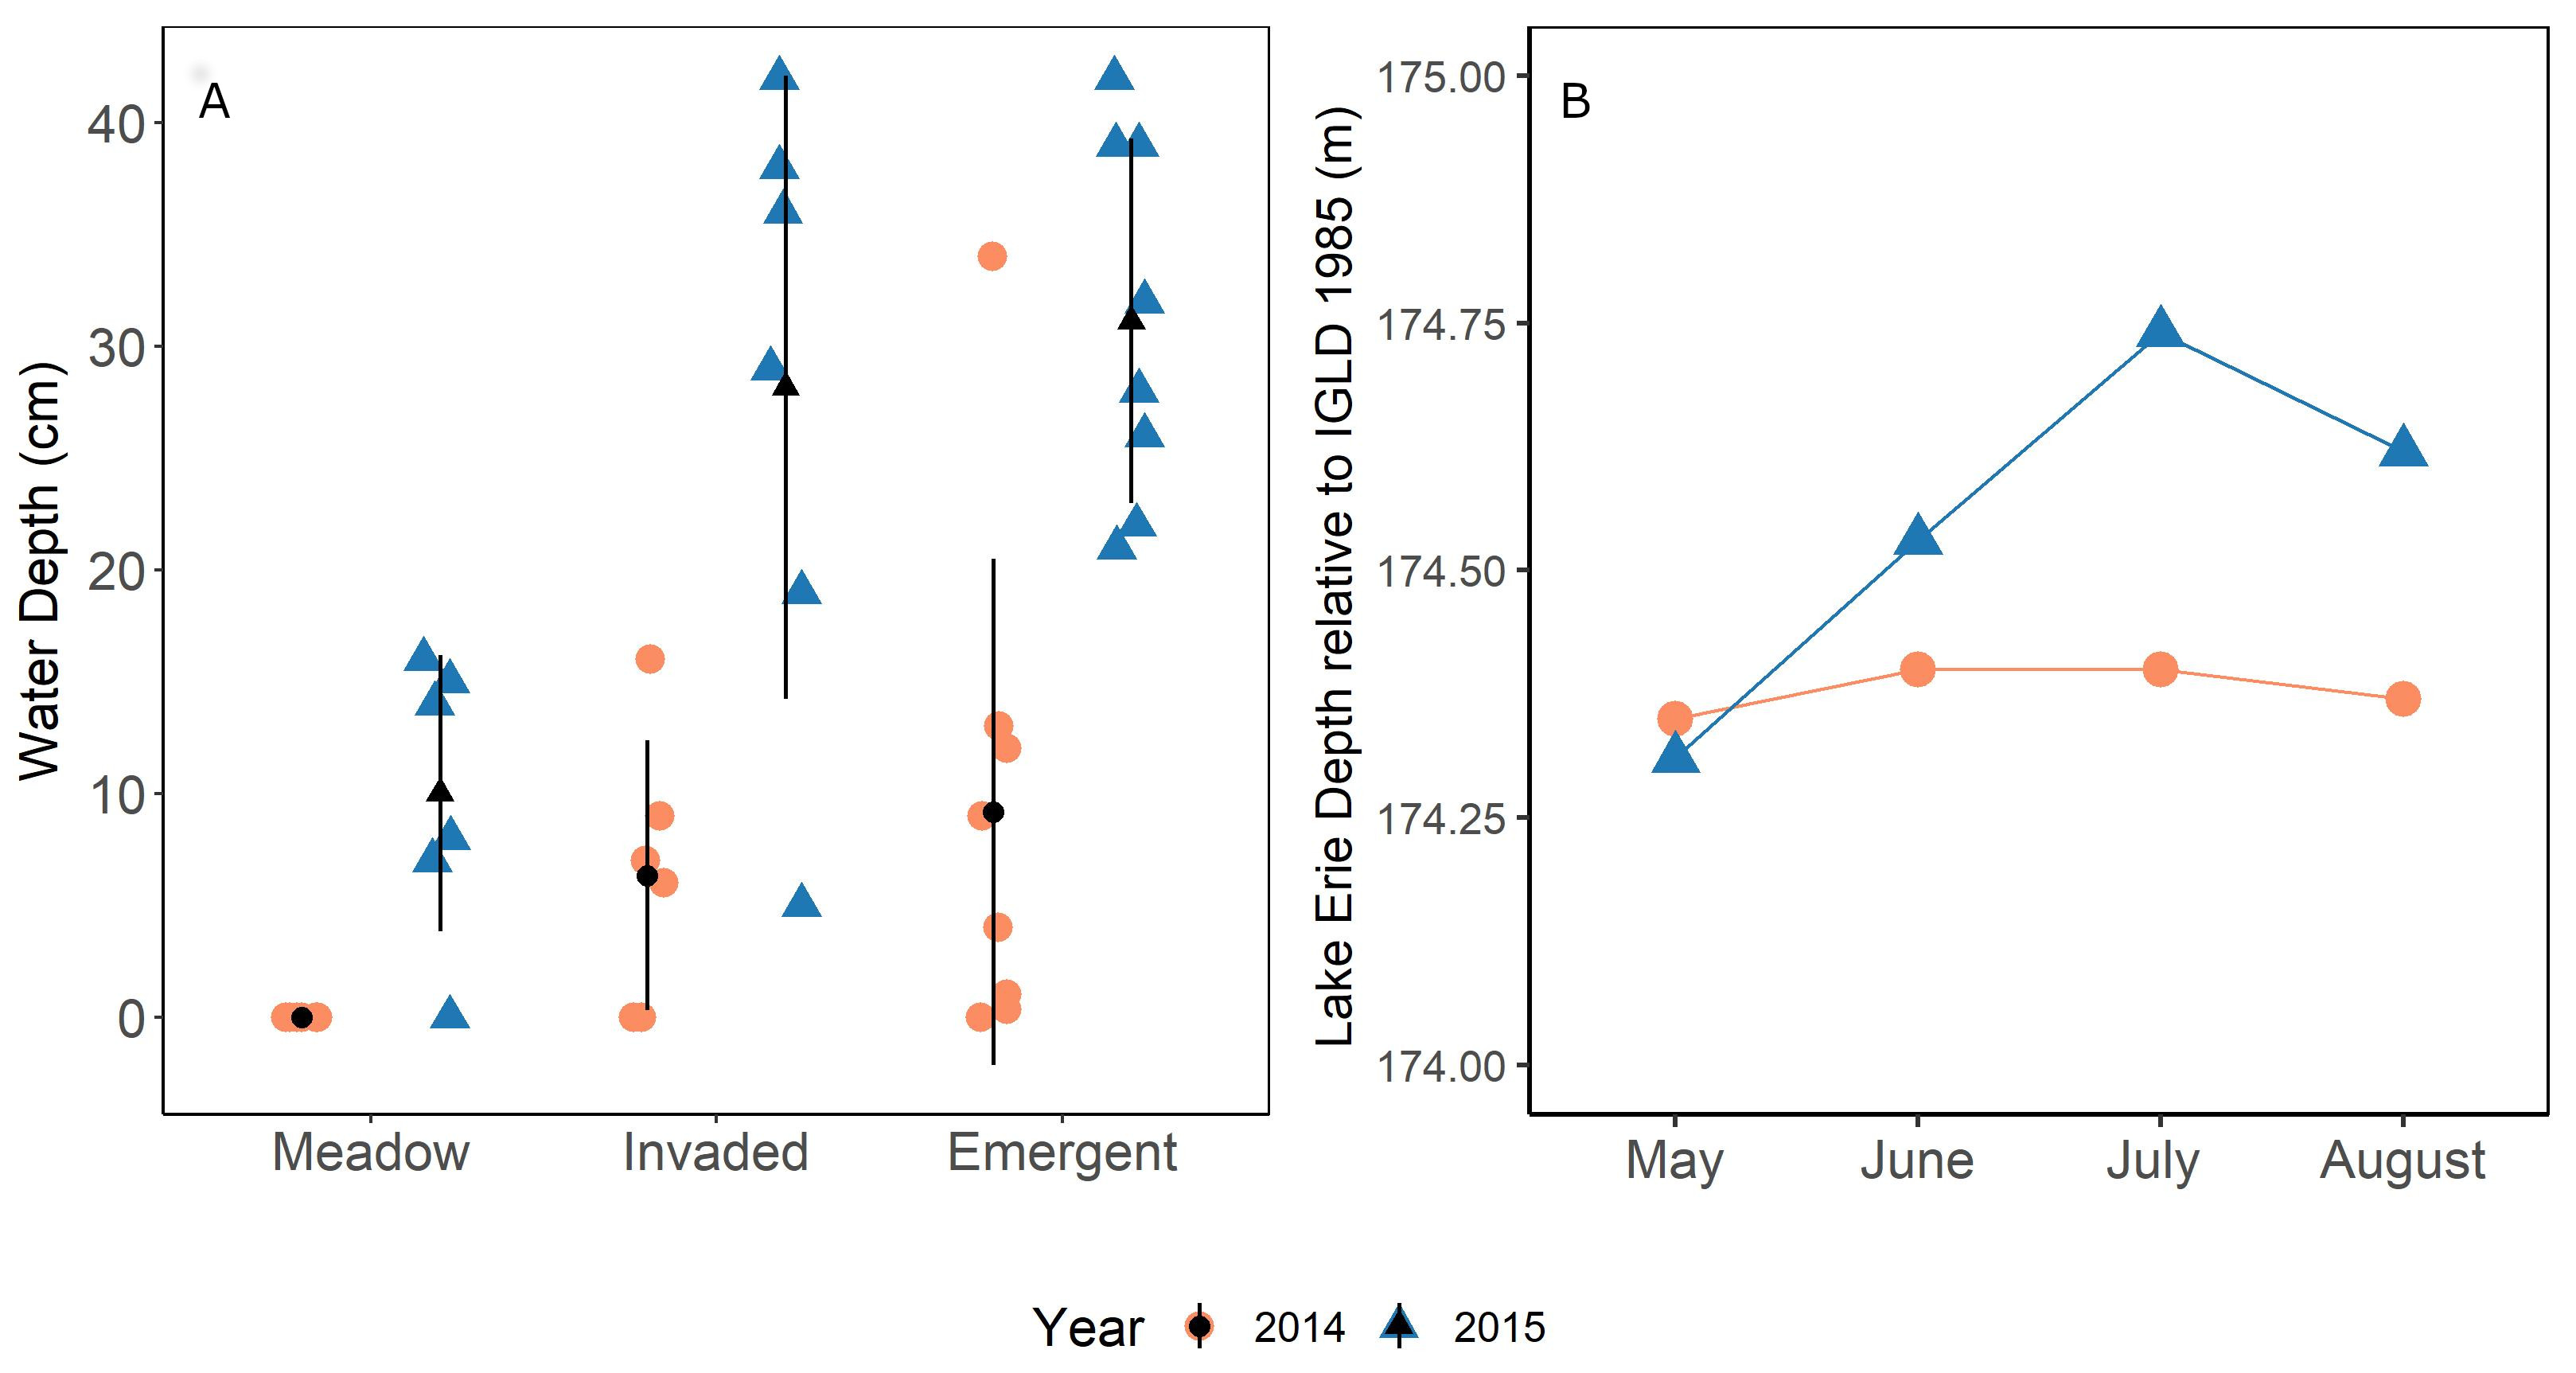 A
Water Depth (cm)
40
30
20
10
0
Meadow Invaded Emergent
B
Lake Erie Depth relative to IGLD 1985 (m)
175.00
174.75
174.50
174.25
174.00
May June July August
Year 2014 2015